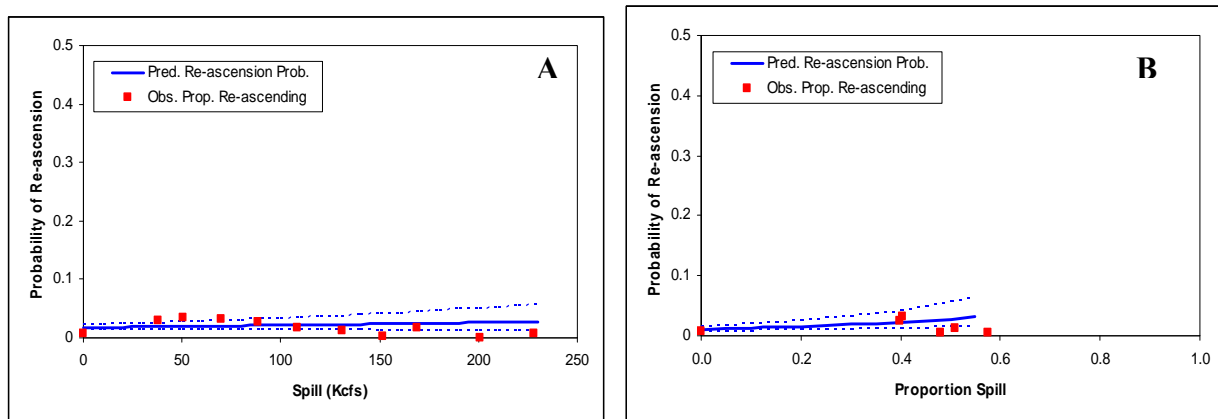 A
Pred. Re-ascension Prob.
Obs. Prop. Re-ascending
Probability of Re-ascension
0.5
0.4
0.3
0.2
0.1
0
0 50 100 150 200 250
Spill (Kcfs)
B
Pred. Re-ascension Prob.
Obs. Prop. Re-ascending
Probability of Re-ascension
0.5
0.4
0.3
0.2
0.1
0
0.0 0.2 0.4 0.6 0.8 1.0
Proportion Spill